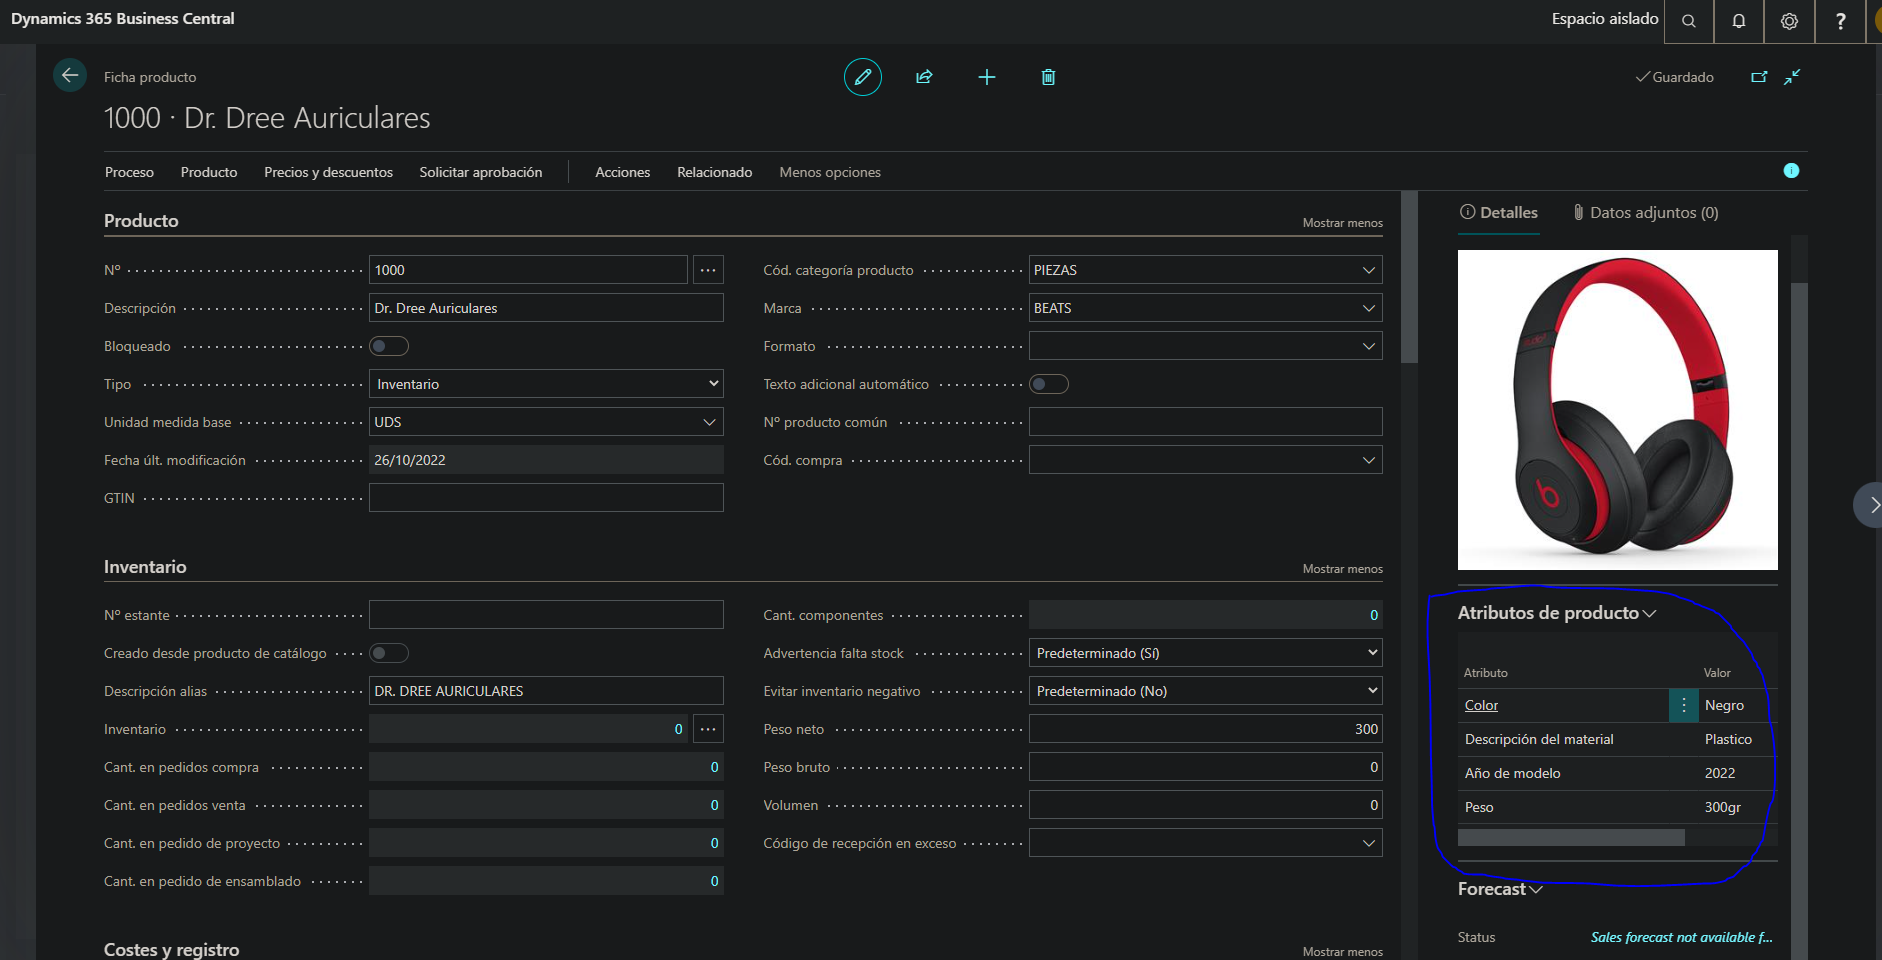 Dynamics 365 Business Central
Espacio aislado
?
Ficha producto
Guardado
1000 · Dr. Dree Auriculares
Proceso Producto Precios y descuentos Solicitar aprobación Acciones Relacionado Menos opciones
Producto
Mostrar menos
Nº 1000
Descripción Dr. Dree Auriculares
Bloqueado
Tipo Inventario
Unidad medida base UDS
Fecha últ. modificación 26/10/2022
GTIN
Cód. categoría producto PIEZAS
Marca BEATS
Formato
Texto adicional automático
Nº producto común
Cód. compra
Inventario
Mostrar menos
Nº estante
Creado desde producto de catálogo
Descripción alias DR. DREE AURICULARES
Inventario 0
Cant. en pedidos compra 0
Cant. en pedidos venta 0
Cant. en pedido de proyecto 0
Cant. en pedido de ensamblado 0
Cant. componentes 0
Advertencia falta stock Predeterminado (Sí)
Evitar inventario negativo Predeterminado (No)
Peso neto 300
Peso bruto 0
Volumen 0
Código de recepción en exceso
Costes y registro
Mostrar menos
Detalles Datos adjuntos (0)
b
Atributos de producto
Atributo Valor
Color Negro
Descripción del material Plastico
Año de modelo 2022
Peso 300gr
Forecast
Status Sales forecast not available f...